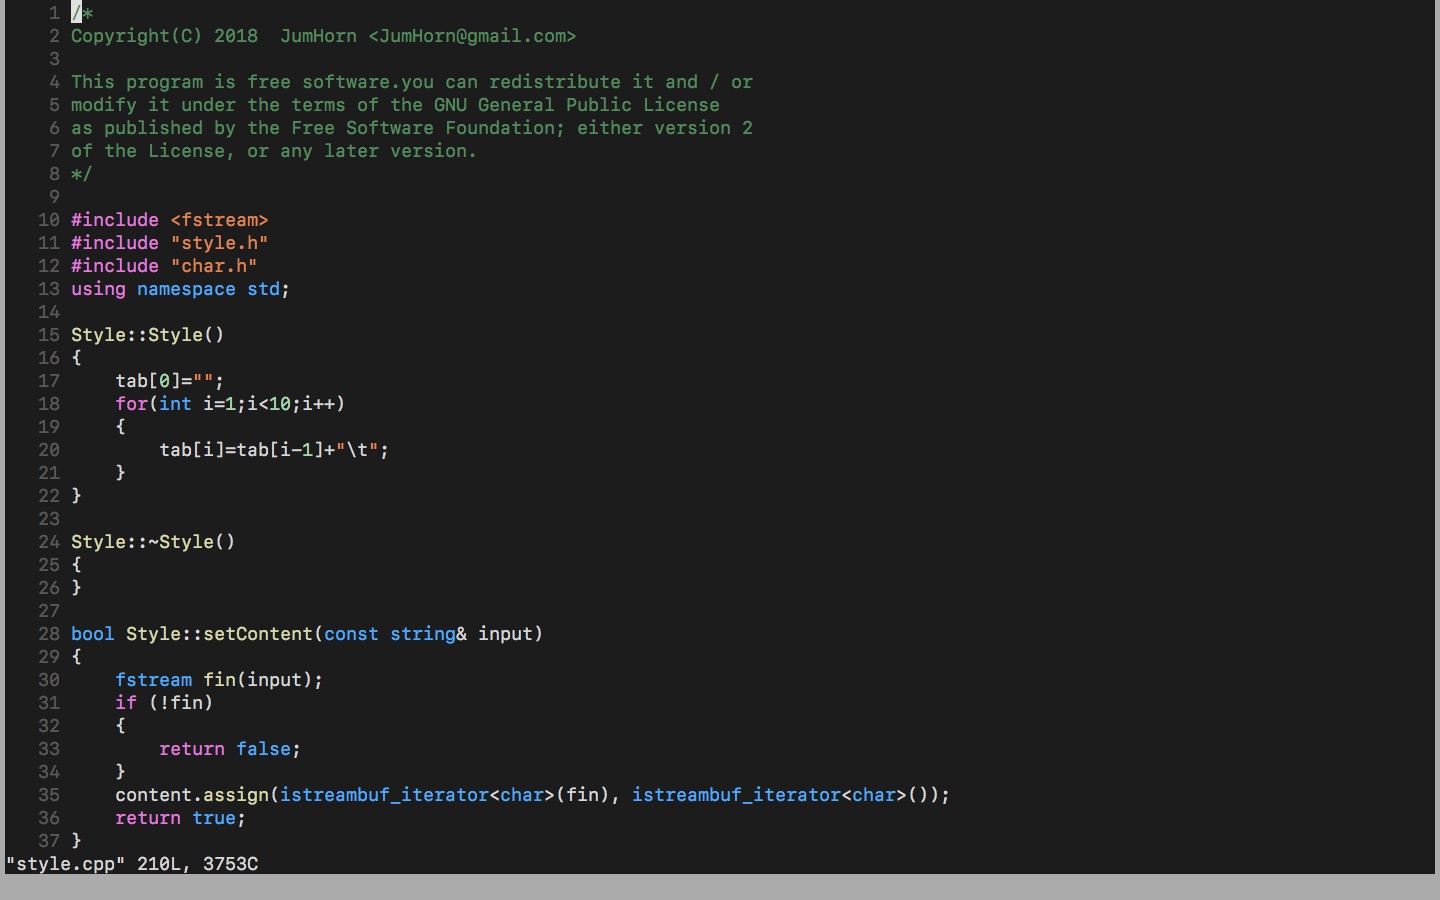 1 /*
2 Copyright(C) 2018  JumHorn <JumHorn@gmail.com>
3
4 This program is free software.you can redistribute it and / or
5 modify it under the terms of the GNU General Public License
6 as published by the Free Software Foundation; either version 2
7 of the License, or any later version.
8 */
9
10 #include <fstream>
11 #include "style.h"
12 #include "char.h"
13 using namespace std;
14
15 Style::Style()
16 {
17     tab[0]="";
18     for(int i=1;i<10;i++)
19     {
20         tab[i]=tab[i-1]+"\t";
21     }
22 }
23
24 Style::~Style()
25 {
26 }
27
28 bool Style::setContent(const string& input)
29 {
30     fstream fin(input);
31     if (!fin)
32     {
33         return false;
34     }
35     content.assign(istreambuf_iterator<char>(fin), istreambuf_iterator<char>());
36     return true;
37 }
"style.cpp" 210L, 3753C